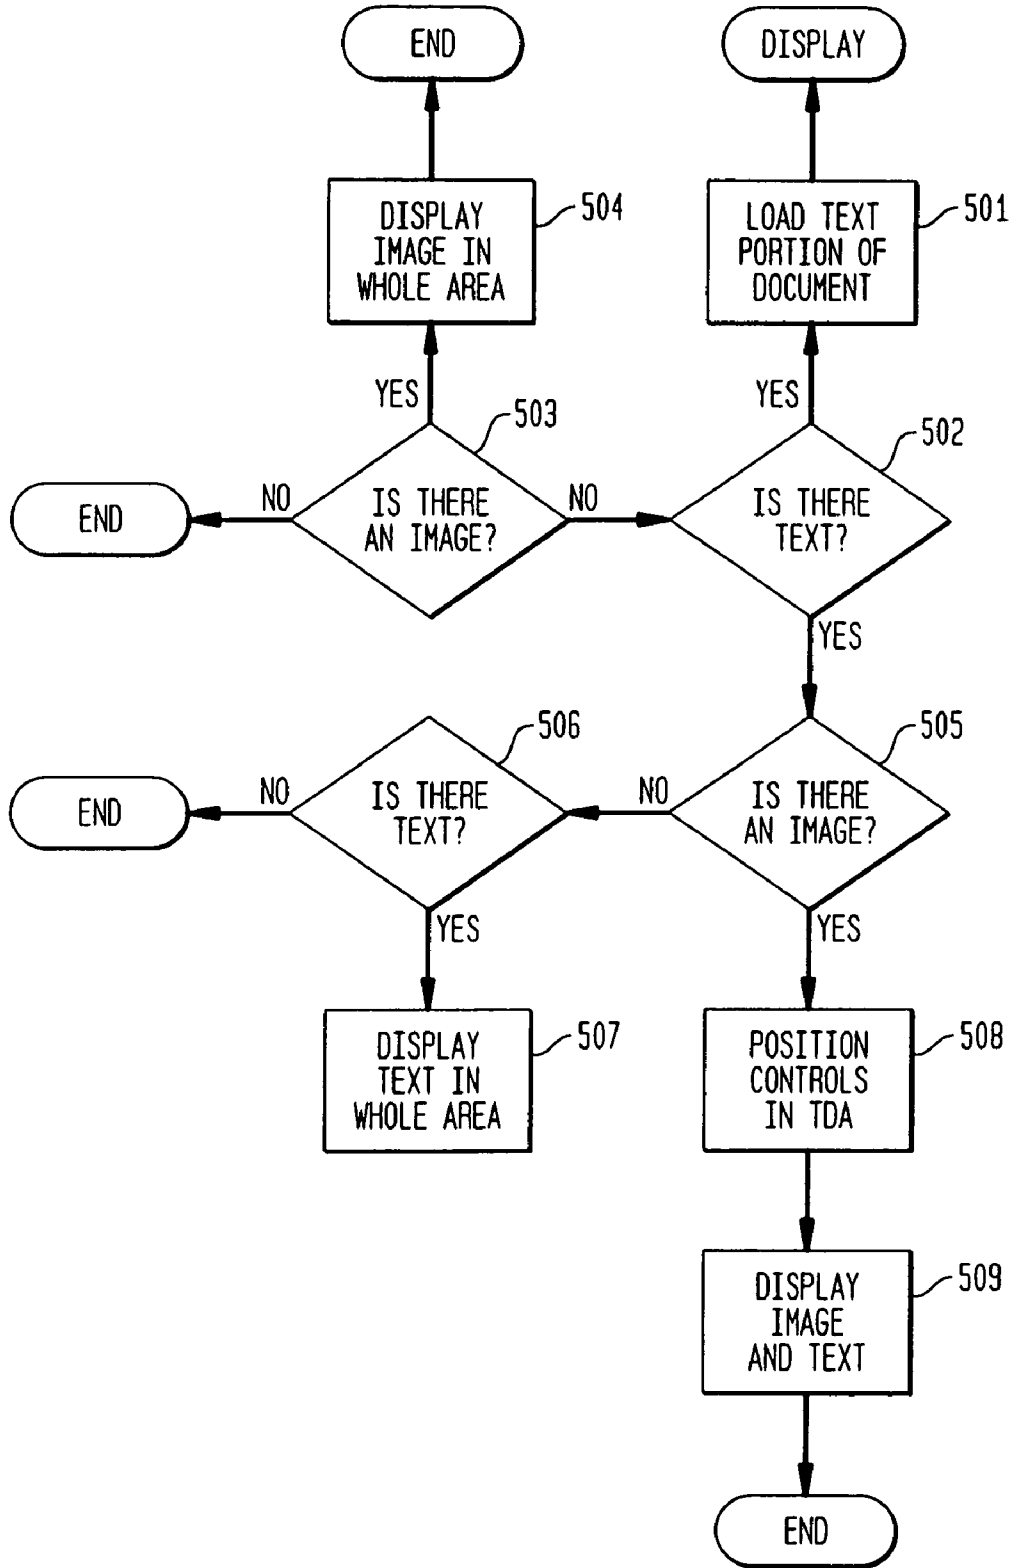 END
DISPLAY
DISPLAY
IMAGE IN
WHOLE AREA
504
LOAD TEXT
PORTION OF
DOCUMENT
501
YES
YES
503
502
END
NO
IS THERE
AN IMAGE?
NO
IS THERE
TEXT?
YES
506
505
END
NO
IS THERE
TEXT?
NO
IS THERE
AN IMAGE?
YES
YES
DISPLAY
TEXT IN
WHOLE AREA
507
POSITION
CONTROLS
IN TDA
508
DISPLAY
IMAGE
AND TEXT
509
END